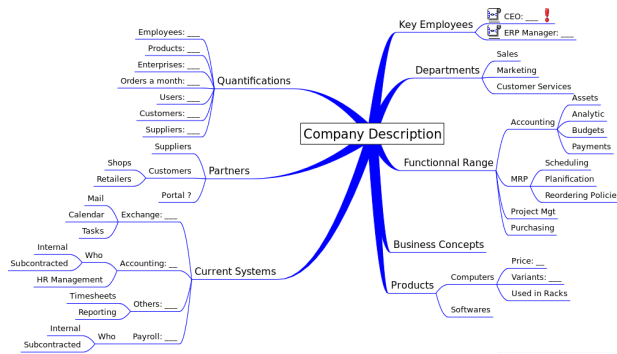 Company Description
Key Employees
CEO: ___
ERP Manager: ___
Departments
Sales
Marketing
Customer Services
Functionnal Range
Accounting
Assets
Analytic
Budgets
Payments
MRP
Scheduling
Planification
Reordering Policie
Project Mgt
Purchasing
Business Concepts
Products
Computers
Price: __
Variants: ___
Used in Racks
Softwares
Quantifications
Employees: ___
Products: ___
Enterprises: ___
Orders a month: ___
Users: ___
Customers: ___
Suppliers: ___
Partners
Suppliers
Customers
Shops
Retailers
Portal ?
Current Systems
Exchange: ___
Mail
Calendar
Tasks
Accounting: __
Who
Internal
Subcontracted
HR Management
Others: ___
Timesheets
Reporting
Payroll: ___
Who
Internal
Subcontracted